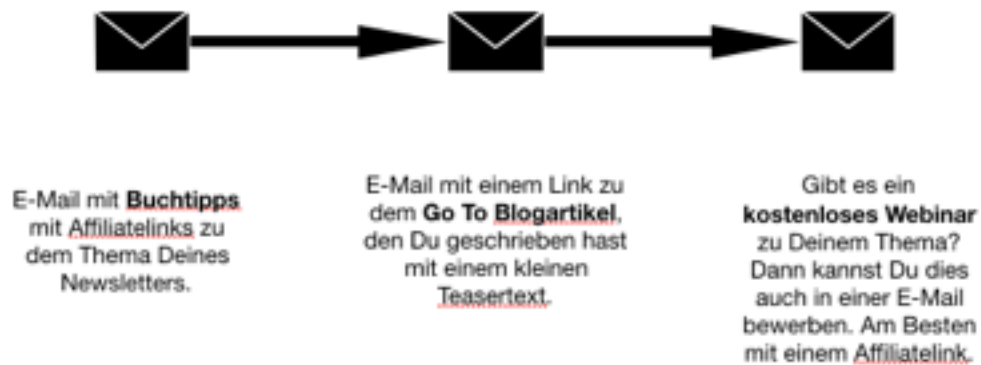 E-Mail mit Buchtipps
mit Affiliatelinks zu
dem Thema Deines
Newsletters.
E-Mail mit einem Link zu
dem Go To Blogartikel,
den Du geschrieben hast
mit einem kleinen
Teasertext.
Gibt es ein
kostenloses Webinar
zu Deinem Thema?
Dann kannst Du dies
auch in einer E-Mail
bewerben. Am Besten
mit einem Affiliatelink.